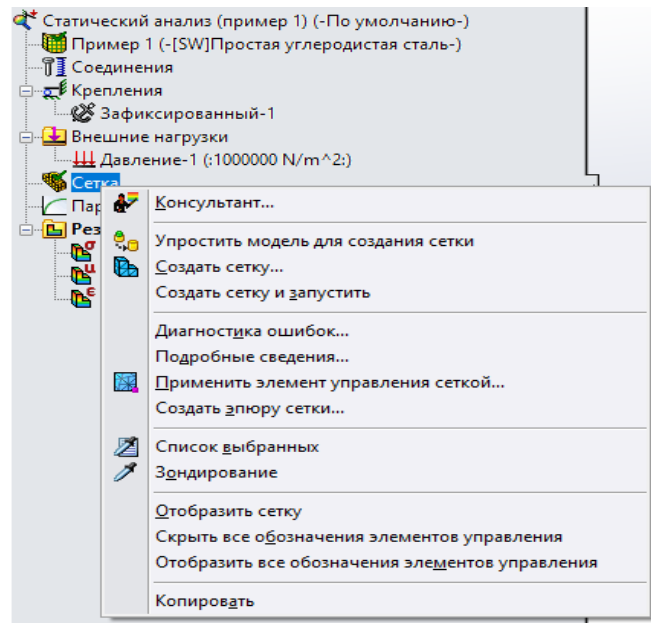 Статический анализ (пример 1) (-По умолчанию-)
Пример 1 (-[SW]Простая углеродистая сталь-)
Соединения
Крепления
Зафиксированный-1
Внешние нагрузки
Давление-1 (:1000000 N/m^2:)
Сетка
Пар
Рез
σ
u
ε
Консультант...
Упростить модель для создания сетки
Создать сетку...
Создать сетку и запустить
Диагностика ошибок...
Подробные сведения...
Применить элемент управления сеткой...
Создать эпюру сетки...
Список выбранных
Зондирование
Отобразить сетку
Скрыть все обозначения элементов управления
Отобразить все обозначения элементов управления
Копировать